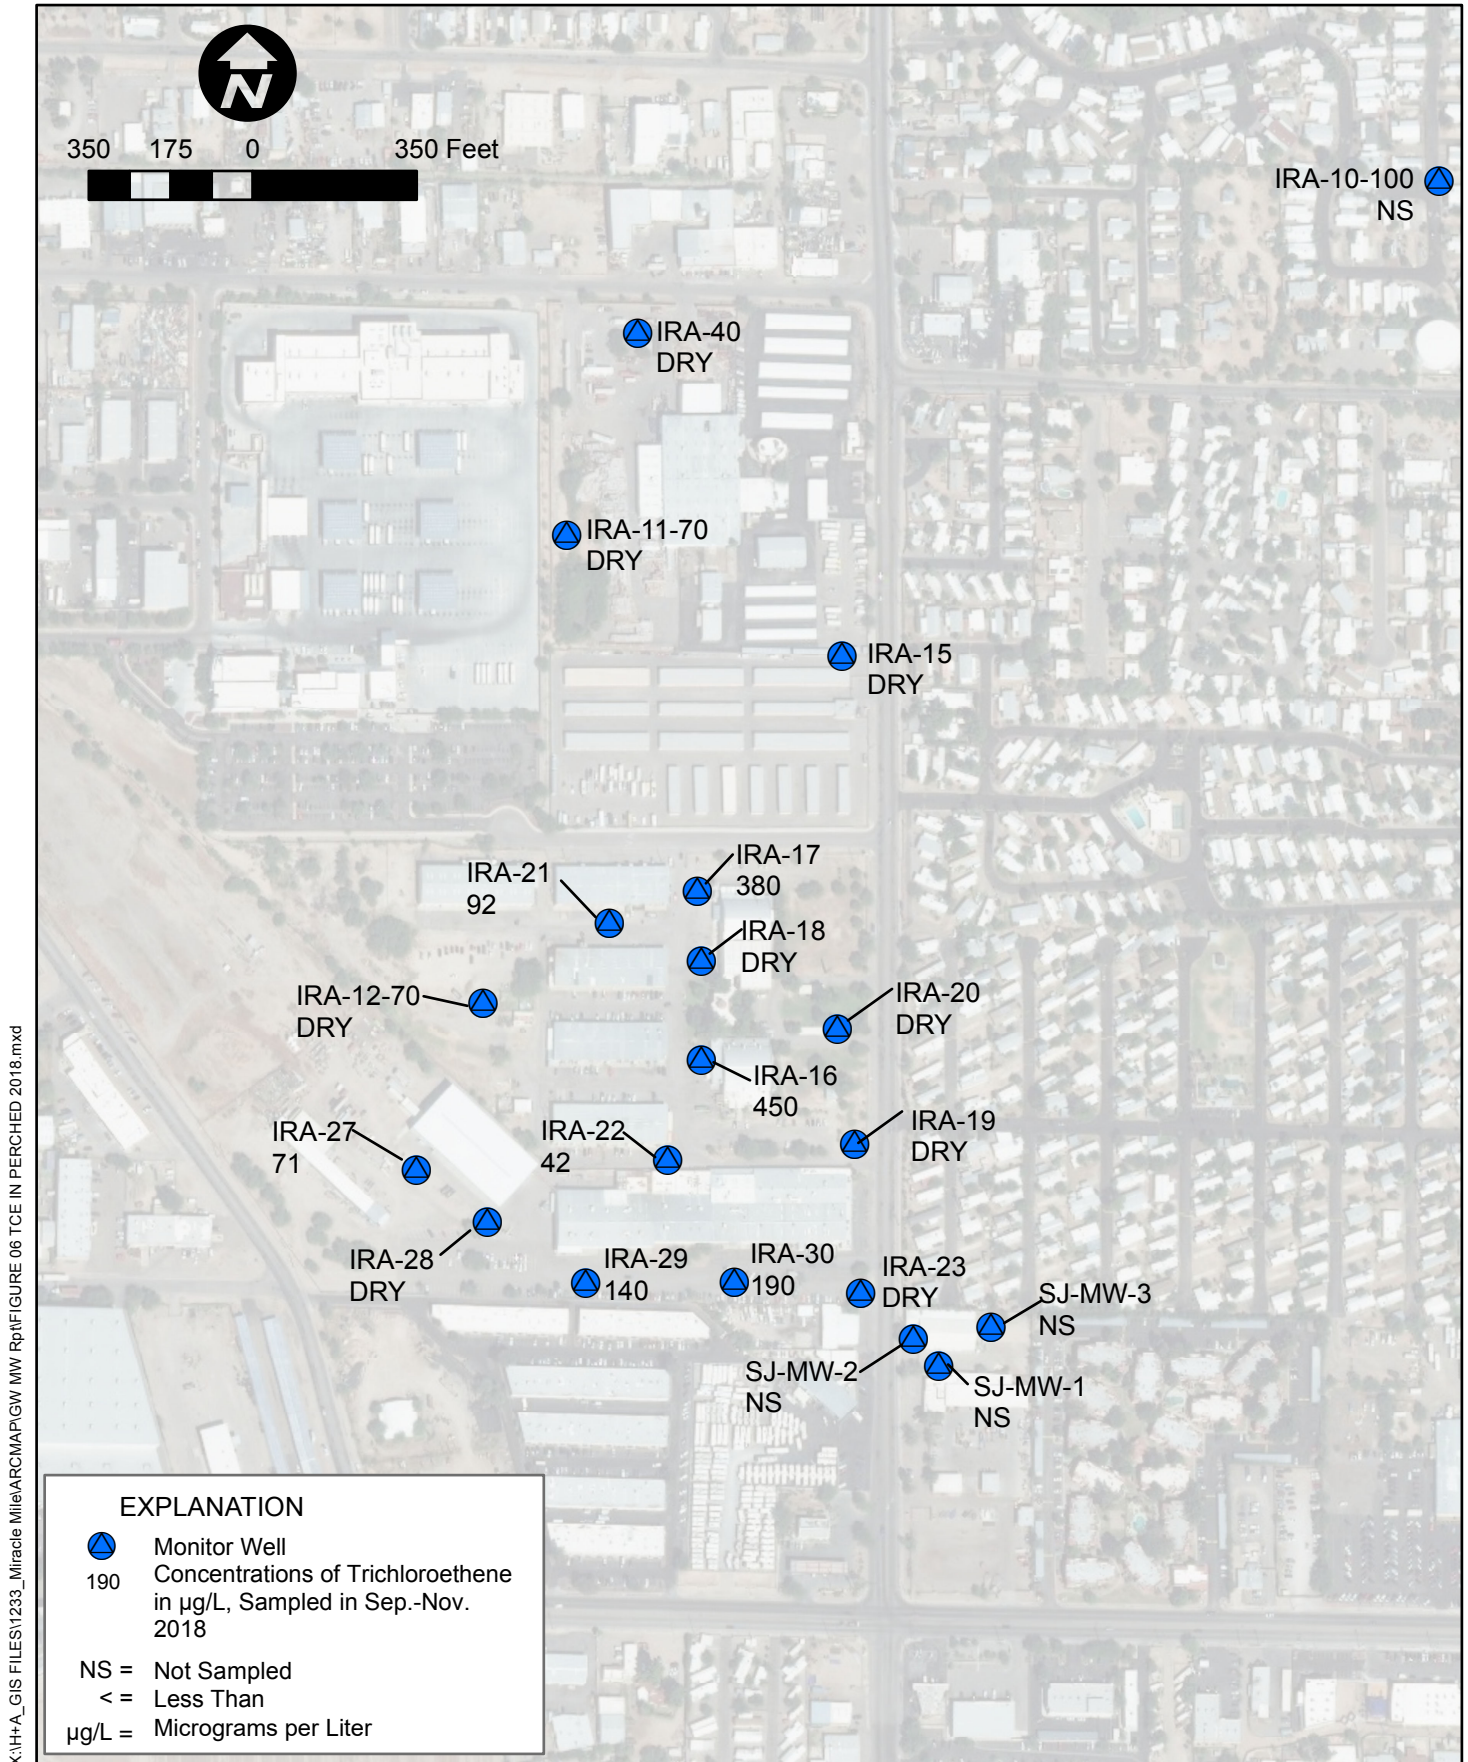 N
350 175 0 350 Feet
IRA-10-100
NS
IRA-40
DRY
IRA-11-70
DRY
IRA-15
DRY
IRA-17
380
IRA-21
92
IRA-18
DRY
IRA-12-70
DRY
IRA-20
DRY
IRA-16
450
IRA-19
DRY
IRA-27
71
IRA-22
42
IRA-28
DRY
IRA-29
140
IRA-30
190
IRA-23
DRY
SJ-MW-3
NS
SJ-MW-2
NS
SJ-MW-1
NS
EXPLANATION
Monitor Well
190 Concentrations of Trichloroethene
in µg/L, Sampled in Sep.-Nov.
2018
NS = Not Sampled
< = Less Than
µg/L = Micrograms per Liter
X:\H+A_GIS FILES\1233_Miracle Mile\ARCMAP\GW MW Rpt\FIGURE 06 TCE IN PERCHED 2018.mxd